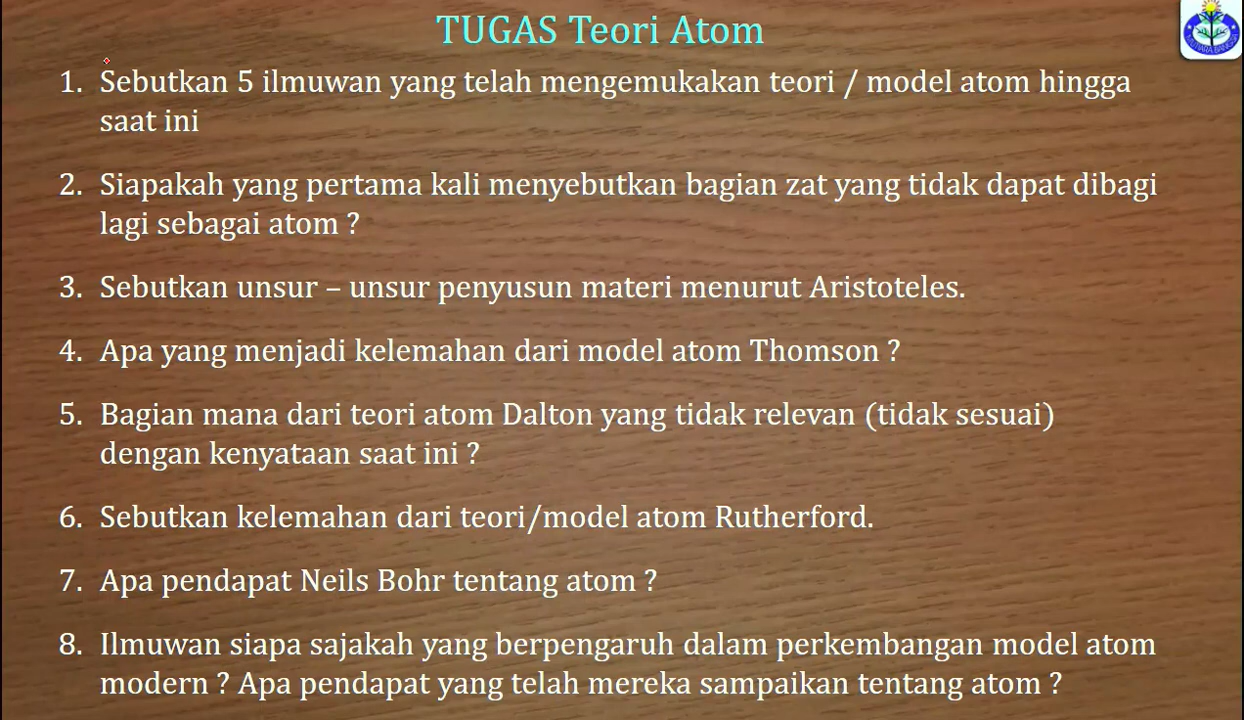 TUGAS Teori Atom
1. Sebutkan 5 ilmuwan yang telah mengemukakan teori / model atom hingga
saat ini
2. Siapakah yang pertama kali menyebutkan bagian zat yang tidak dapat dibagi
lagi sebagai atom ?
3. Sebutkan unsur – unsur penyusun materi menurut Aristoteles.
4. Apa yang menjadi kelemahan dari model atom Thomson ?
5. Bagian mana dari teori atom Dalton yang tidak relevan (tidak sesuai)
dengan kenyataan saat ini ?
6. Sebutkan kelemahan dari teori/model atom Rutherford.
7. Apa pendapat Neils Bohr tentang atom ?
8. Ilmuwan siapa sajakah yang berpengaruh dalam perkembangan model atom
modern ? Apa pendapat yang telah mereka sampaikan tentang atom ?